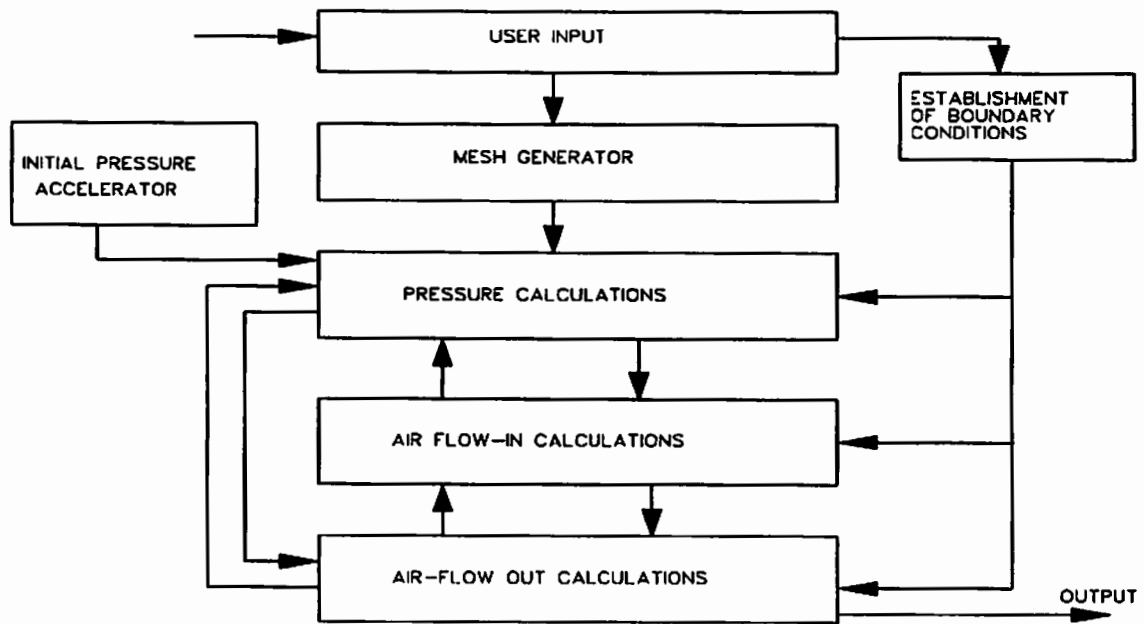 USER INPUT
ESTABLISHMENT
OF BOUNDARY
CONDITIONS
MESH GENERATOR
INITIAL PRESSURE
ACCELERATOR
PRESSURE CALCULATIONS
AIR FLOW-IN CALCULATIONS
AIR-FLOW OUT CALCULATIONS
OUTPUT